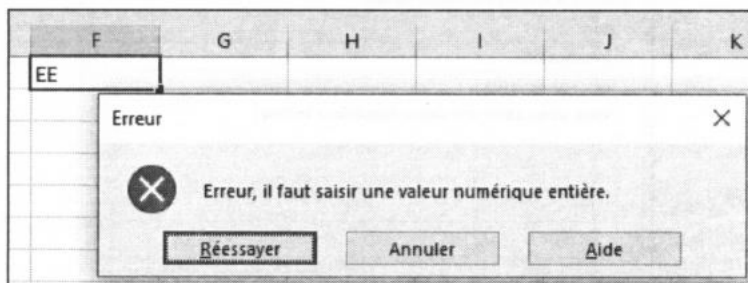 F G H I J K
EE
Erreur
Erreur, il faut saisir une valeur numérique entière.
Réessayer Annuler Aide